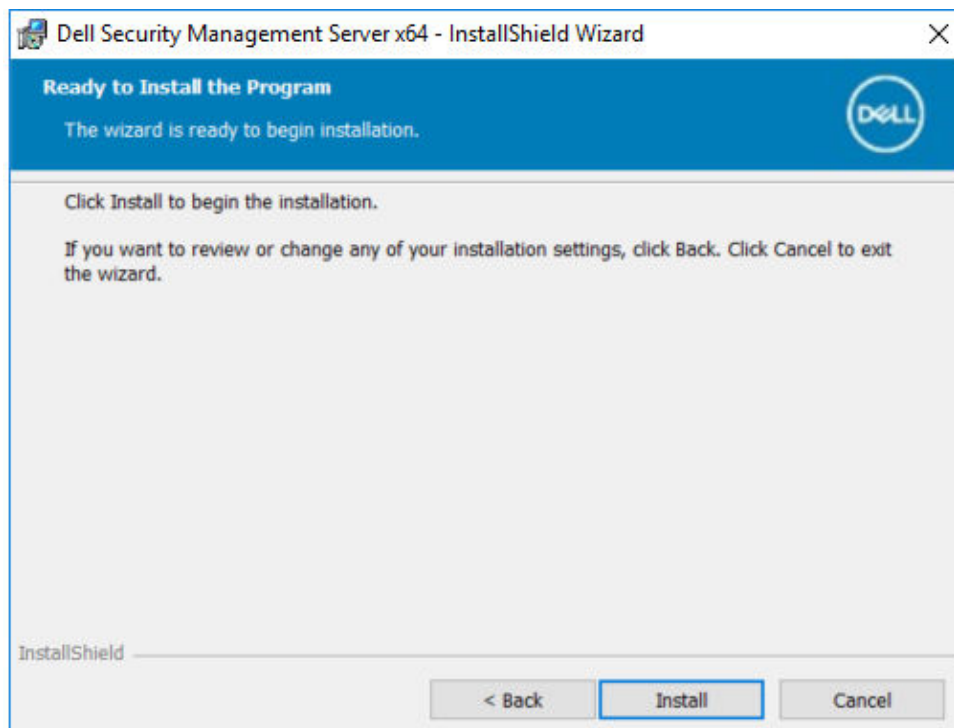 Dell Security Management Server x64 - InstallShield Wizard
Ready to Install the Program
The wizard is ready to begin installation.
DELL
Click Install to begin the installation.
If you want to review or change any of your installation settings, click Back. Click Cancel to exit
the wizard.
InstallShield
< Back
Install
Cancel